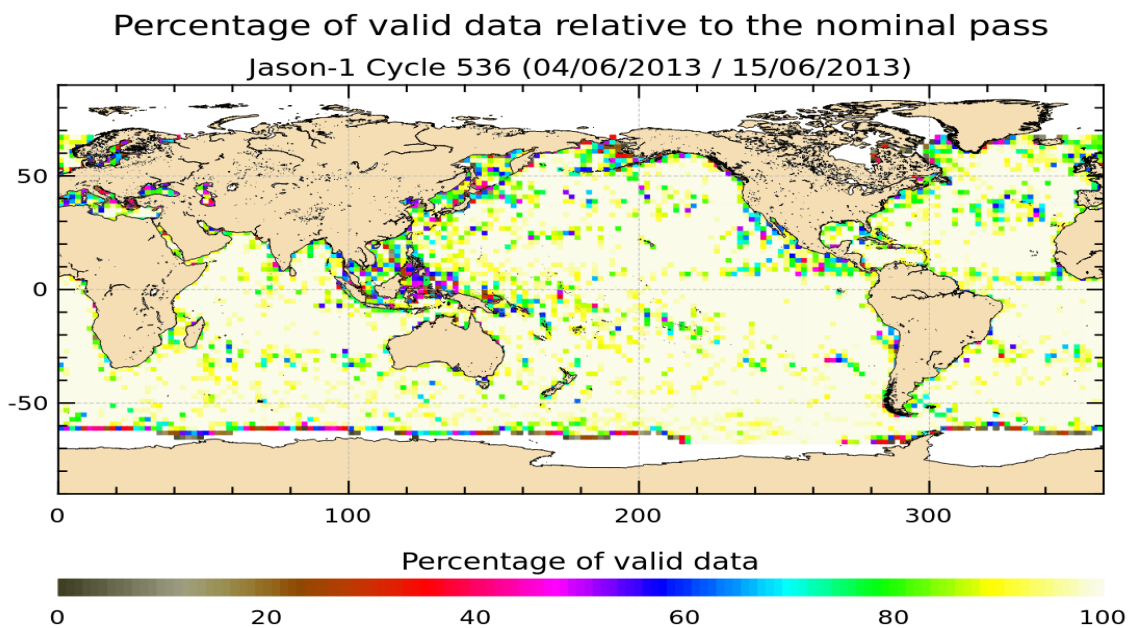 Percentage of valid data relative to the nominal pass
Jason-1 Cycle 536 (04/06/2013 / 15/06/2013)
50
0
-50
0 100 200 300
Percentage of valid data
0 20 40 60 80 100